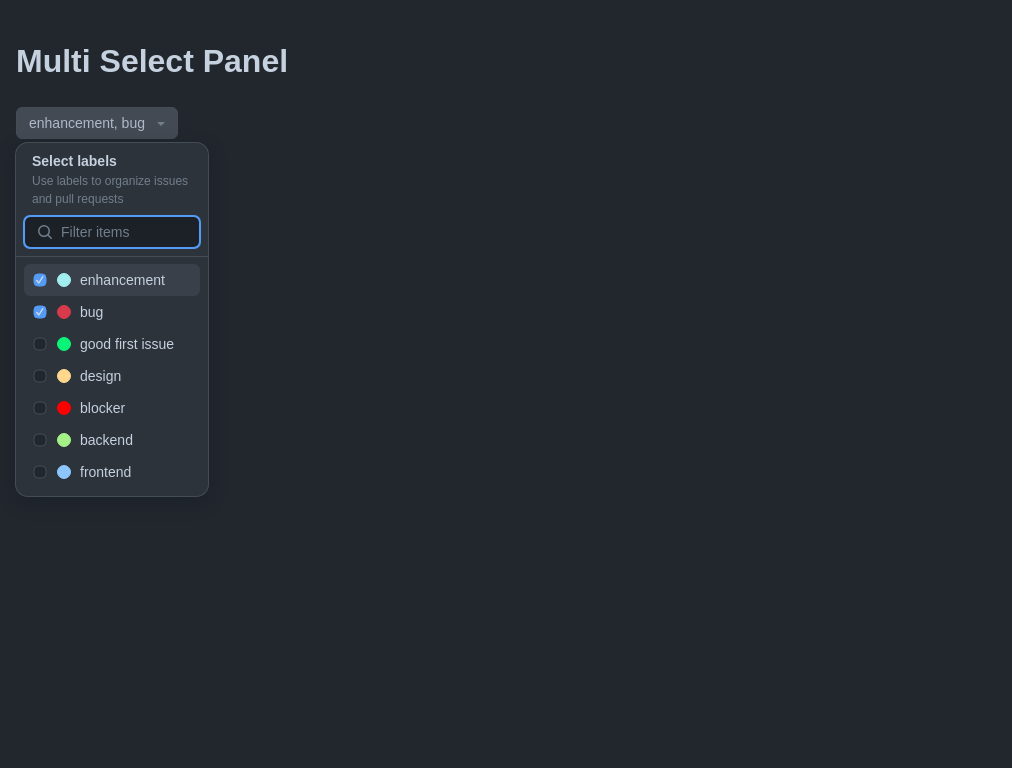 Multi Select Panel
enhancement, bug
Select labels
Use labels to organize issues
and pull requests
Filter items
enhancement
bug
good first issue
design
blocker
backend
frontend